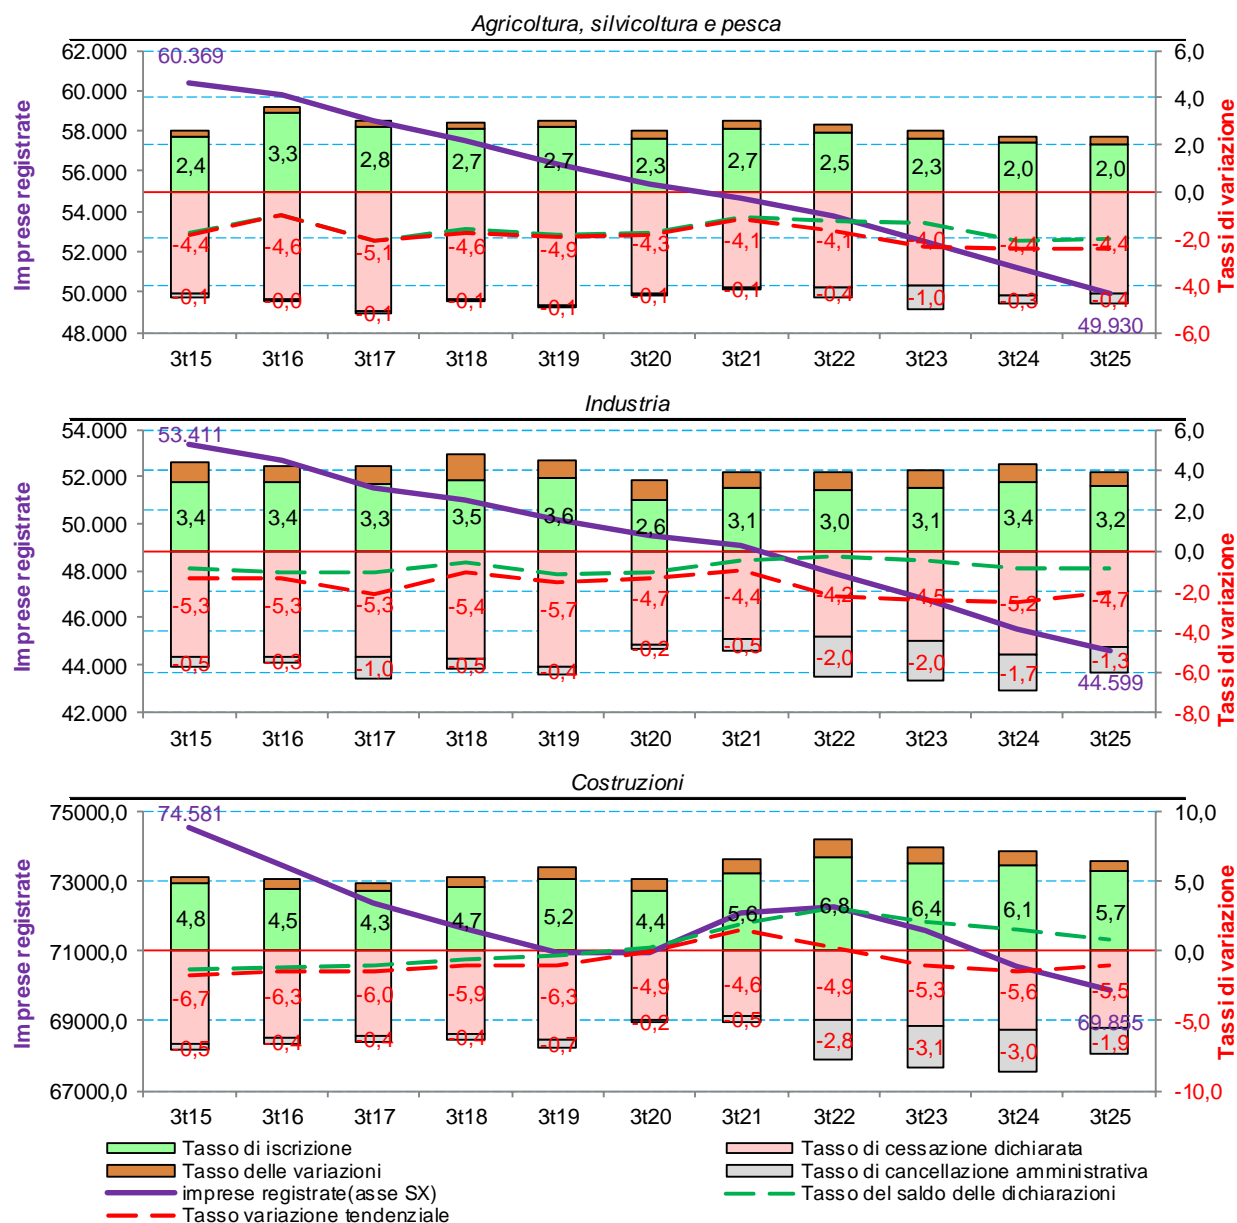 Agricoltura, silvicoltura e pesca
Imprese registrate
Tassi di variazione
62.000
60.000
58.000
56.000
54.000
52.000
50.000
48.000
6,0
4,0
2,0
0,0
-2,0
-4,0
-6,0
60.369
49.930
2,4 3,3 2,8 2,7 2,7 2,3 2,7 2,5 2,3 2,0 2,0
-4,4 -4,6 -5,1 -4,6 -4,9 -4,3 -4,1 -4,1 -4,0 -4,4 -4,4
-0,1 -0,0 -0,1 -0,1 -0,1 -0,1 -0,1 -0,4 -1,0 -0,3 -0,4
3t15 3t16 3t17 3t18 3t19 3t20 3t21 3t22 3t23 3t24 3t25
Industria
Imprese registrate
Tassi di variazione
54.000
52.000
50.000
48.000
46.000
44.000
42.000
6,0
4,0
2,0
0,0
-2,0
-4,0
-6,0
-8,0
53.411
44.599
3,4 3,4 3,3 3,5 3,6 2,6 3,1 3,0 3,1 3,4 3,2
-5,3 -5,3 -5,3 -5,4 -5,7 -4,7 -4,4 -4,2 -4,5 -5,2 -4,7
-0,5 -0,3 -1,0 -0,5 -0,4 -0,2 -0,5 -2,0 -2,0 -1,7 -1,3
3t15 3t16 3t17 3t18 3t19 3t20 3t21 3t22 3t23 3t24 3t25
Costruzioni
Imprese registrate
Tassi di variazione
75000,0
73000,0
71000,0
69000,0
67000,0
10,0
5,0
0,0
-5,0
-10,0
74.581
69.855
4,8 4,5 4,3 4,7 5,2 4,4 5,6 6,8 6,4 6,1 5,7
-6,7 -6,3 -6,0 -5,9 -6,3 -4,9 -4,6 -4,9 -5,3 -5,6 -5,5
-0,5 -0,4 -0,4 -0,4 -0,7 -0,2 -0,5 -2,8 -3,1 -3,0 -1,9
3t15 3t16 3t17 3t18 3t19 3t20 3t21 3t22 3t23 3t24 3t25
Tasso di iscrizione
Tasso di cessazione dichiarata
Tasso delle variazioni
Tasso di cancellazione amministrativa
imprese registrate(asse SX)
Tasso del saldo delle dichiarazioni
Tasso variazione tendenziale